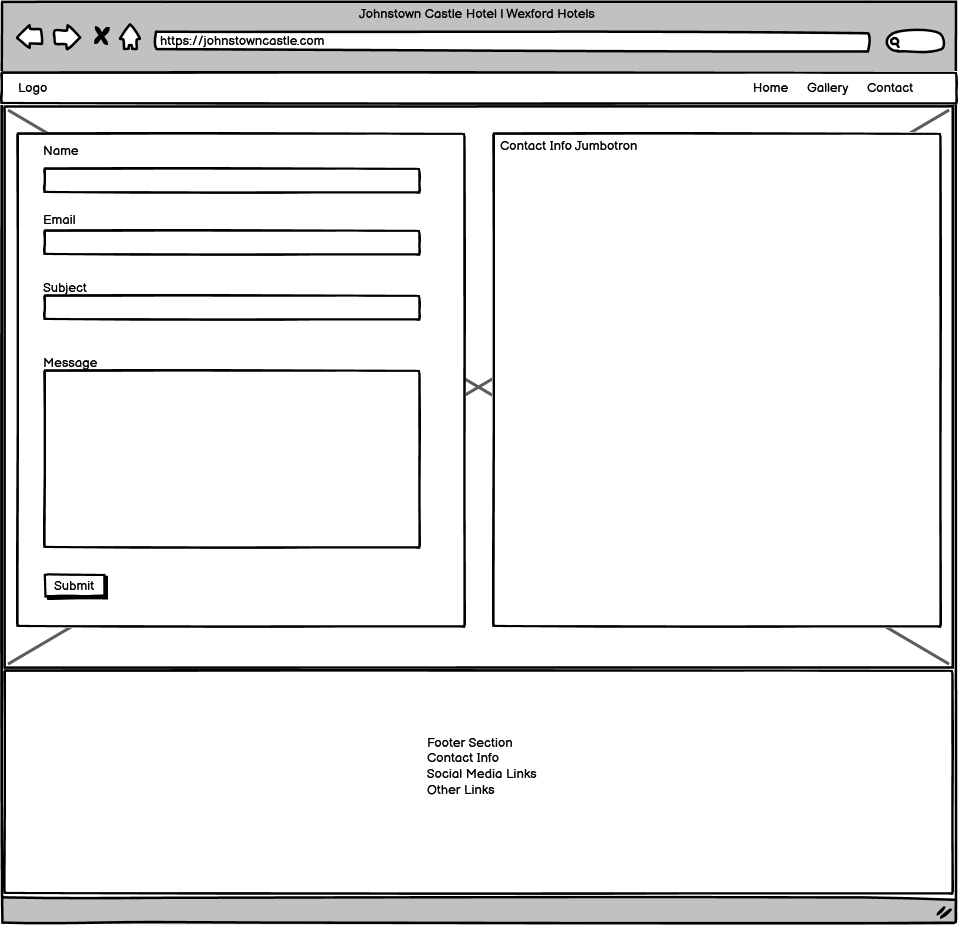 Johnstown Castle Hotel | Wexford Hotels
https://johnstowncastle.com
Logo
Home Gallery Contact
Name
Email
Subject
Message
Submit
Contact Info Jumbotron
Footer Section
Contact Info
Social Media Links
Other Links